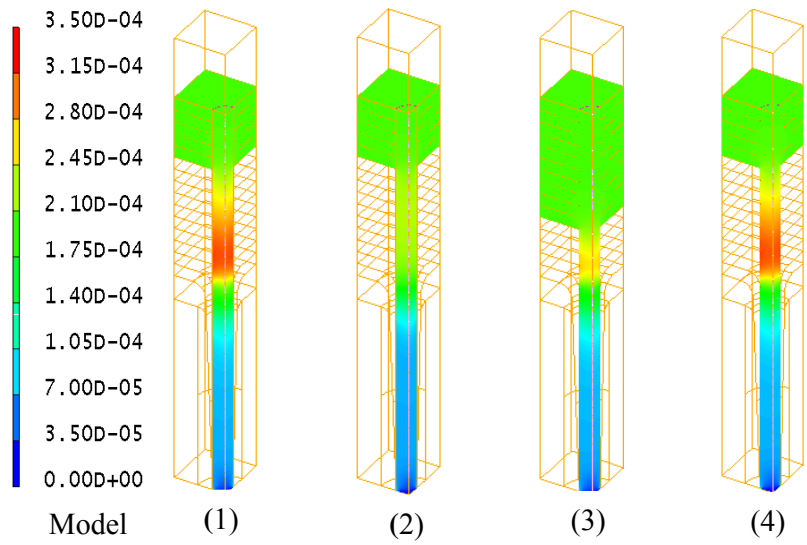 3.50D-04
3.15D-04
2.80D-04
2.45D-04
2.10D-04
1.75D-04
1.40D-04
1.05D-04
7.00D-05
3.50D-05
0.00D+00
Model (1) (2) (3) (4)